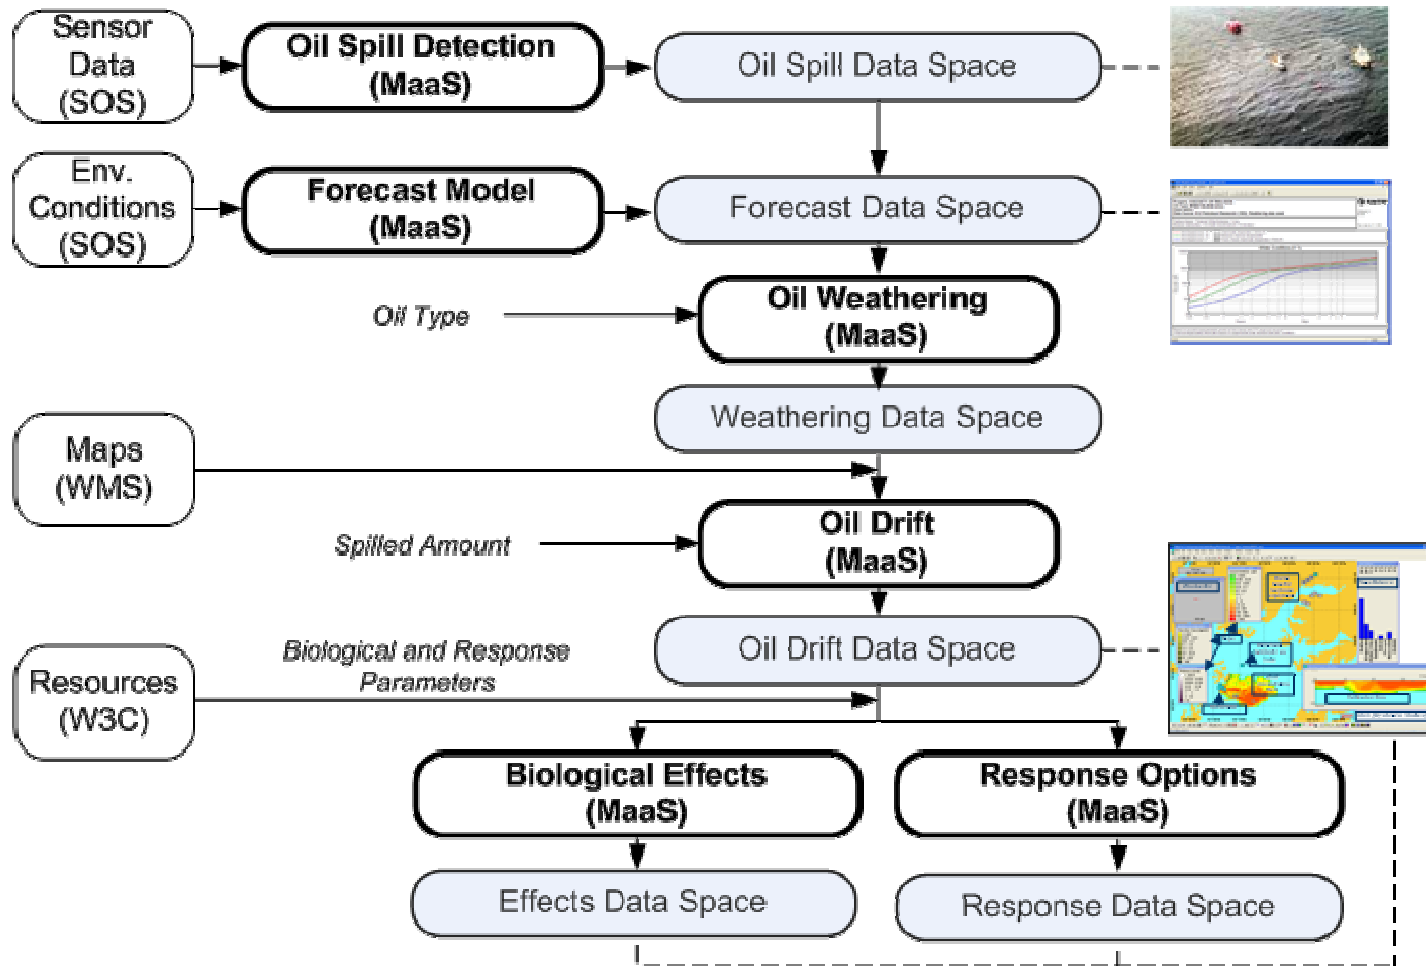 Sensor
Data
(SOS)
Oil Spill Detection
(MaaS)
Oil Spill Data Space
Env.
Conditions
(SOS)
Forecast Model
(MaaS)
Forecast Data Space
Oil Type
Oil Weathering
(MaaS)
Weathering Data Space
Maps
(WMS)
Spilled Amount
Oil Drift
(MaaS)
Oil Drift Data Space
Biological and Response
Parameters
Resources
(W3C)
Biological Effects
(MaaS)
Response Options
(MaaS)
Effects Data Space
Response Data Space